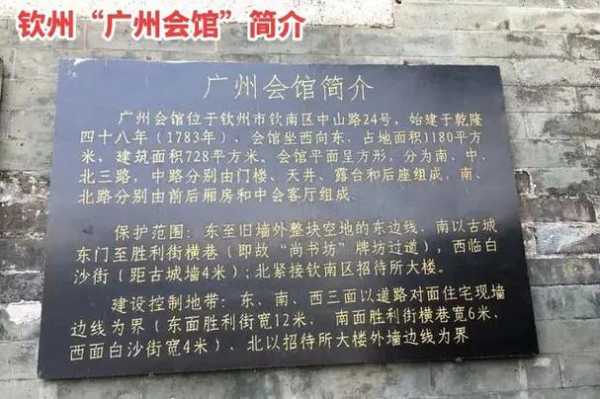 钦州“广州会馆”简介
广州会馆简介
广州会馆位于钦州市钦南区中山路24号，始建于乾隆
四十八年（1783年），会馆坐西向东，占地面积1180平方
米，建筑面积728平方米。会馆平面呈方形，分为南、中、
北三路，中路分别由门楼、天井、露台和后座组成，南、
北路分别由前后厢房和中会客厅组成。
保护范围：东至旧墙外整块空地的东边线，南以古城
东门至胜利街横巷（即故“尚书坊”牌坊过道），西临白
沙街（距古城墙4米）；北紧接钦南区招待所大楼。
建设控制地带：东、南、西三面以道路对面住宅现墙
边线为界（东面胜利街宽12米，南面胜利街横巷宽6米，
西面白沙街宽4米），北以招待所大楼外墙边线为界